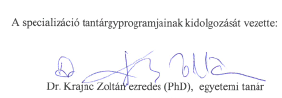 A specializáció tantárgyprogramjainak kidolgozását vezette:
Dr. Krajnc Zoltán ezredes (PhD), egyetemi tanár